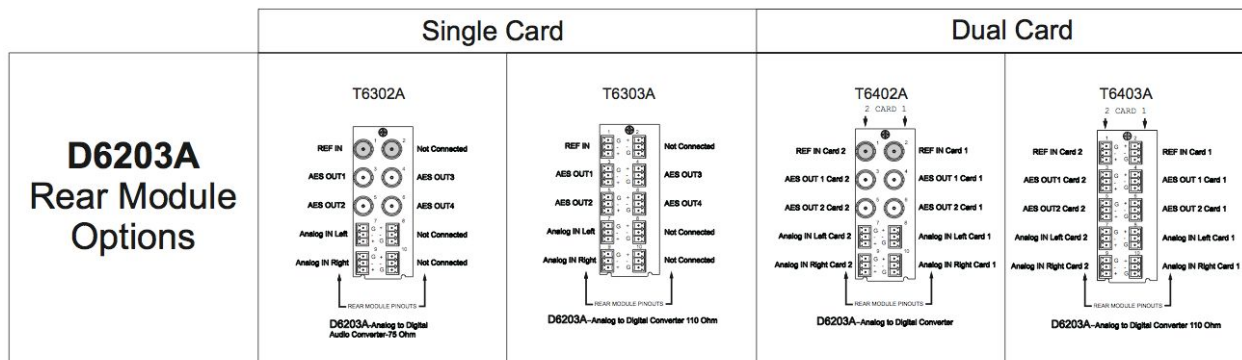 Single Card
Dual Card
D6203A
Rear Module
Options
T6302A
REF IN
Not Connected
AES OUT1
AES OUT3
AES OUT2
AES OUT4
Analog IN Left
Not Connected
Analog IN Right
Not Connected
REAR MODULE PINOUTS
D6203A-Analog to Digital
Audio Converter-75 Ohm
T6303A
REF IN
Not Connected
AES OUT1
AES OUT3
AES OUT2
AES OUT4
Analog IN Left
Not Connected
Analog IN Right
Not Connected
REAR MODULE PINOUTS
D6203A-Analog to Digital Converter 110 Ohm
T6402A
2 CARD 1
REF IN Card 2
REF IN Card 1
AES OUT1 Card 2
AES OUT 1 Card 1
AES OUT 2 Card 2
AES OUT 2 Card 1
Analog IN Left Card 2
Analog IN Left Card 1
Analog IN Right Card 2
Analog IN Right Card 1
REAR MODULE PINOUTS
D6203A-Analog to Digital Converter
T6403A
2 CARD 1
REF IN Card 2
REF IN Card 1
AES OUT1 Card 2
AES OUT 1 Card 1
AES OUT2 Card 2
AES OUT 2 Card 1
Analog IN Left Card 2
Analog IN Left Card 1
Analog IN Right Card 2
Analog IN Right Card 1
REAR MODULE PINOUTS
D6203A-Analog to Digital Converter 110 Ohm